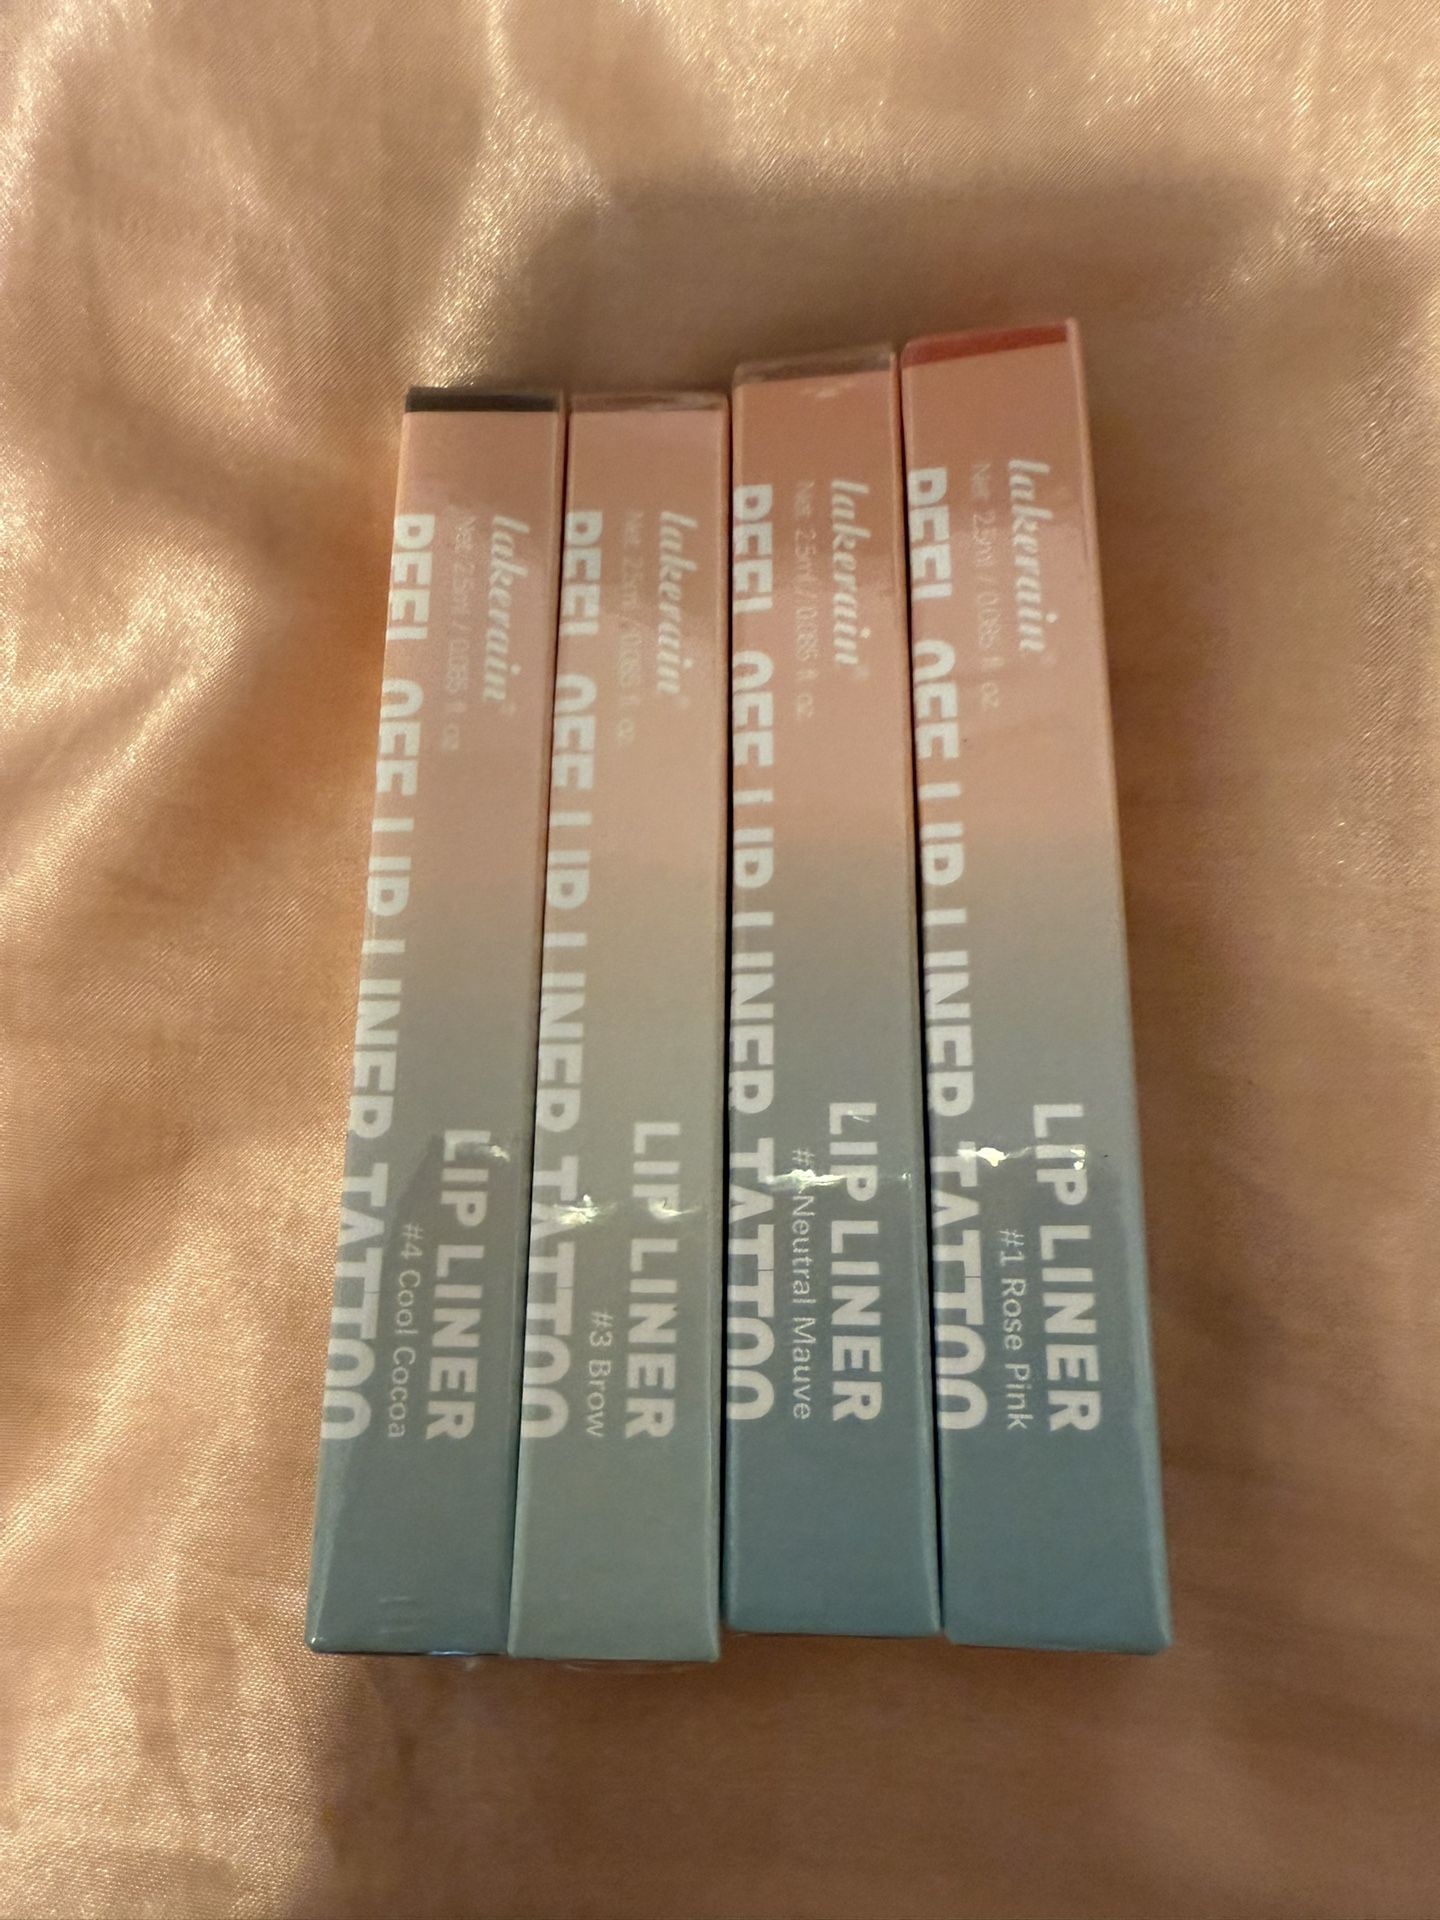 lakerain®
Net 2.5ml / 0.085 fl oz
PEEL OFF LIP LINER TATTOO
LIP LINER
#4 Cool Cocoa
lakerain®
Net 2.5ml / 0.085 fl oz
PEEL OFF LIP LINER TATTOO
LIP LINER
#3 Brow
lakerain®
Net 2.5ml / 0.085 fl oz
PEEL OFF LIP LINER TATTOO
LIP LINER
Neutral Mauve
lakerain®
Net 2.5ml / 0.085 fl oz
PEEL OFF LIP LINER TATTOO
LIP LINER
#1 Rose Pink